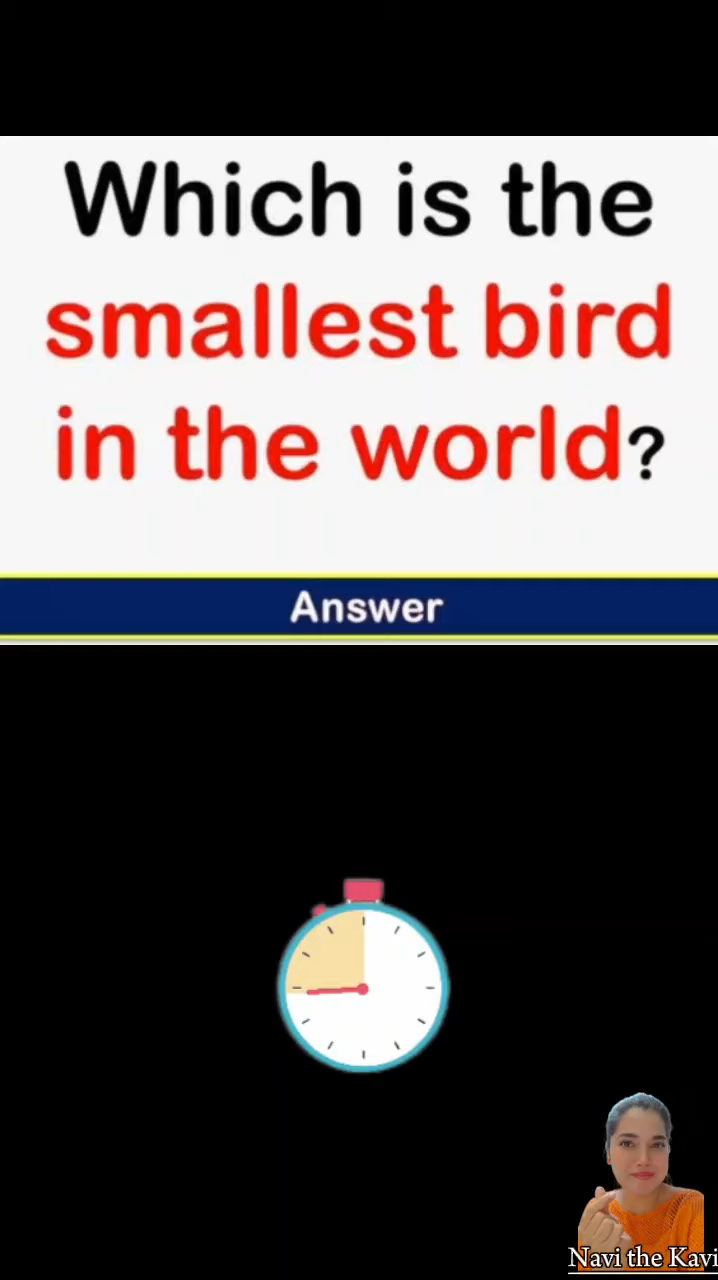 Which is the
smallest bird
in the world?
Answer
Navi the Kavi